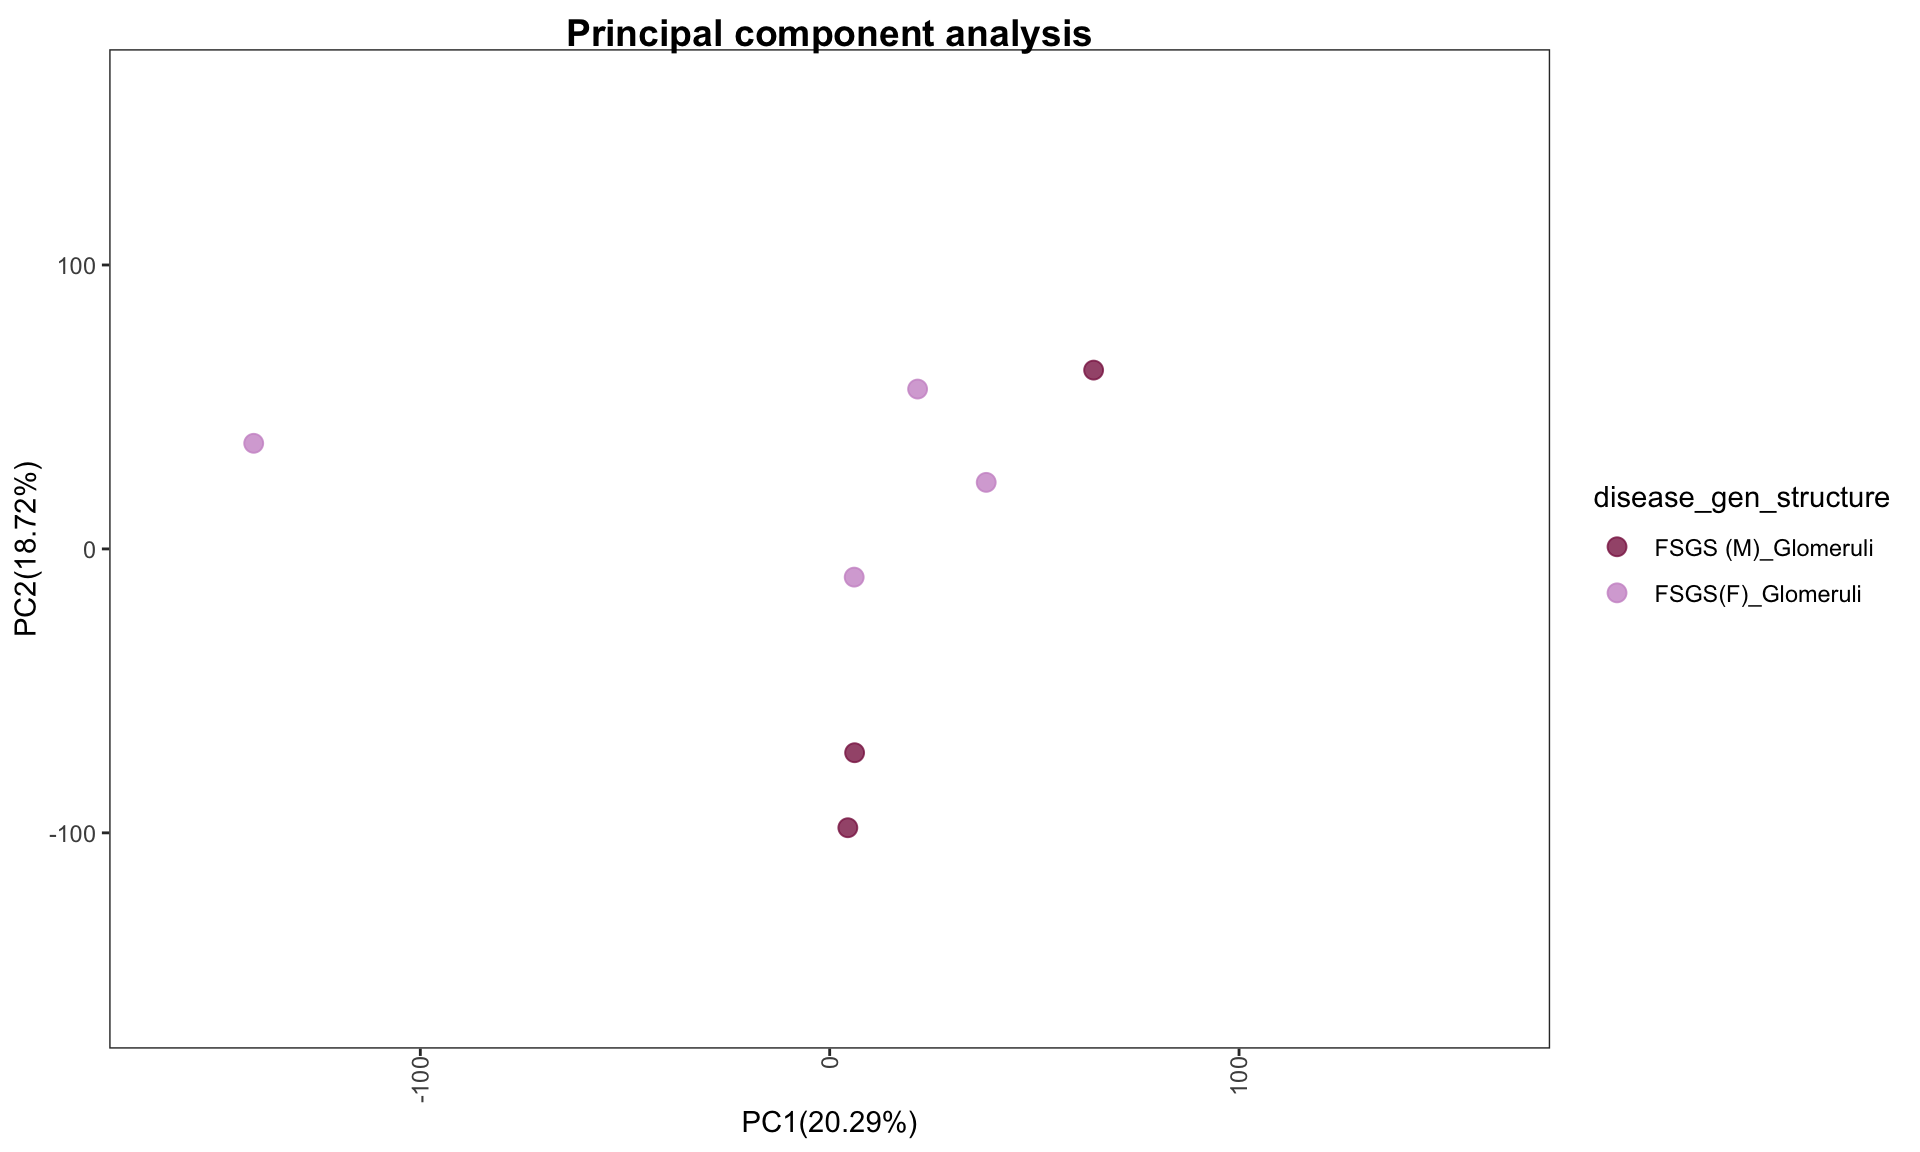 Principal component analysis
100
0
-100
PC2(18.72%)
-100
0
100
PC1(20.29%)
disease_gen_structure
FSGS (M)_Glomeruli
FSGS(F)_Glomeruli